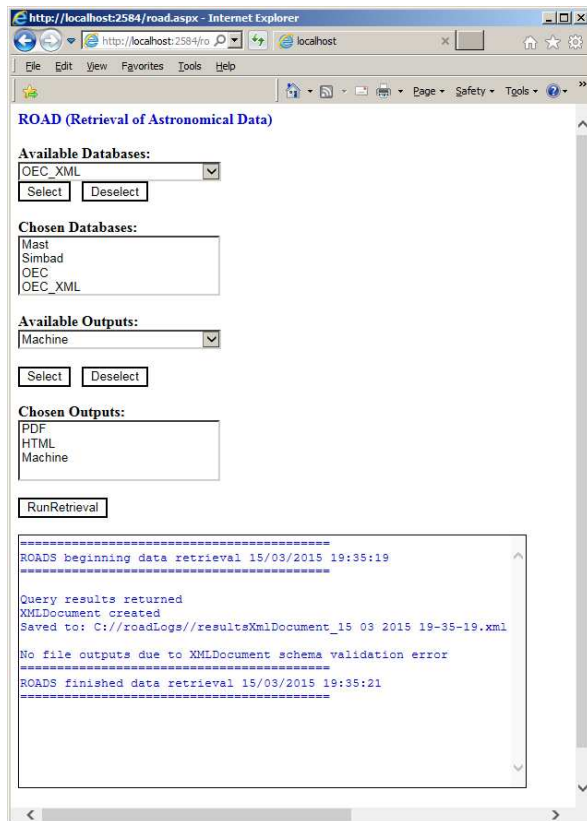 http://localhost:2584/road.aspx - Internet Explorer
http://localhost:2584/ro
localhost
File Edit View Favorites Tools Help
Page Safety Tools
ROAD (Retrieval of Astronomical Data)
Available Databases:
OEC_XML
Select Deselect
Chosen Databases:
Mast
Simbad
OEC
OEC_XML
Available Outputs:
Machine
Select Deselect
Chosen Outputs:
PDF
HTML
Machine
RunRetrieval
==========================================
ROADS beginning data retrieval 15/03/2015 19:35:19
==========================================
Query results returned
XMLDocument created
Saved to: C://roadLogs//resultsXmlDocument_15 03 2015 19-35-19.xml
No file outputs due to XMLDocument schema validation error
==========================================
ROADS finished data retrieval 15/03/2015 19:35:21
==========================================